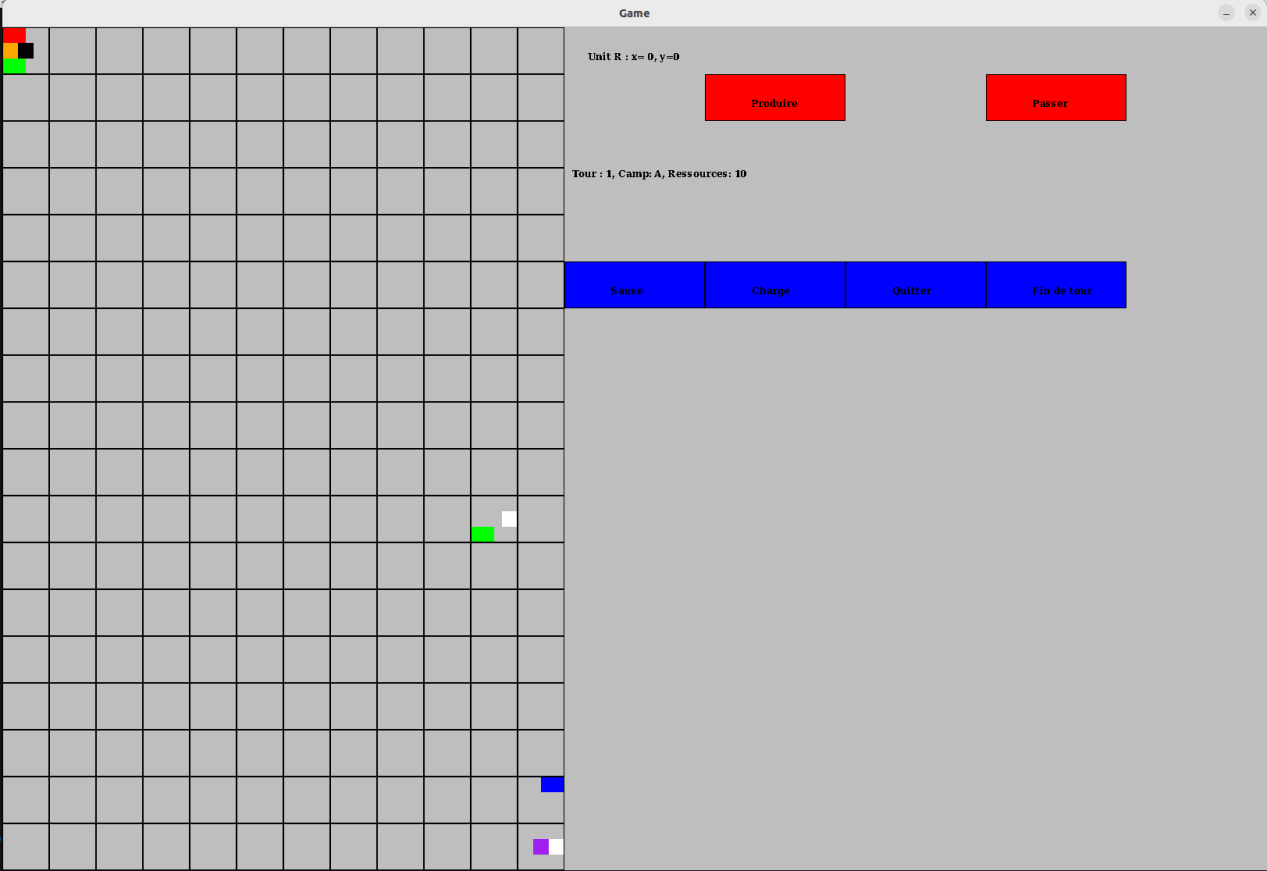 Game
Unit R : x= 0, y=0
Produire
Passer
Tour : 1, Camp: A, Ressources: 10
Sauve
Charge
Quitter
Fin de tour